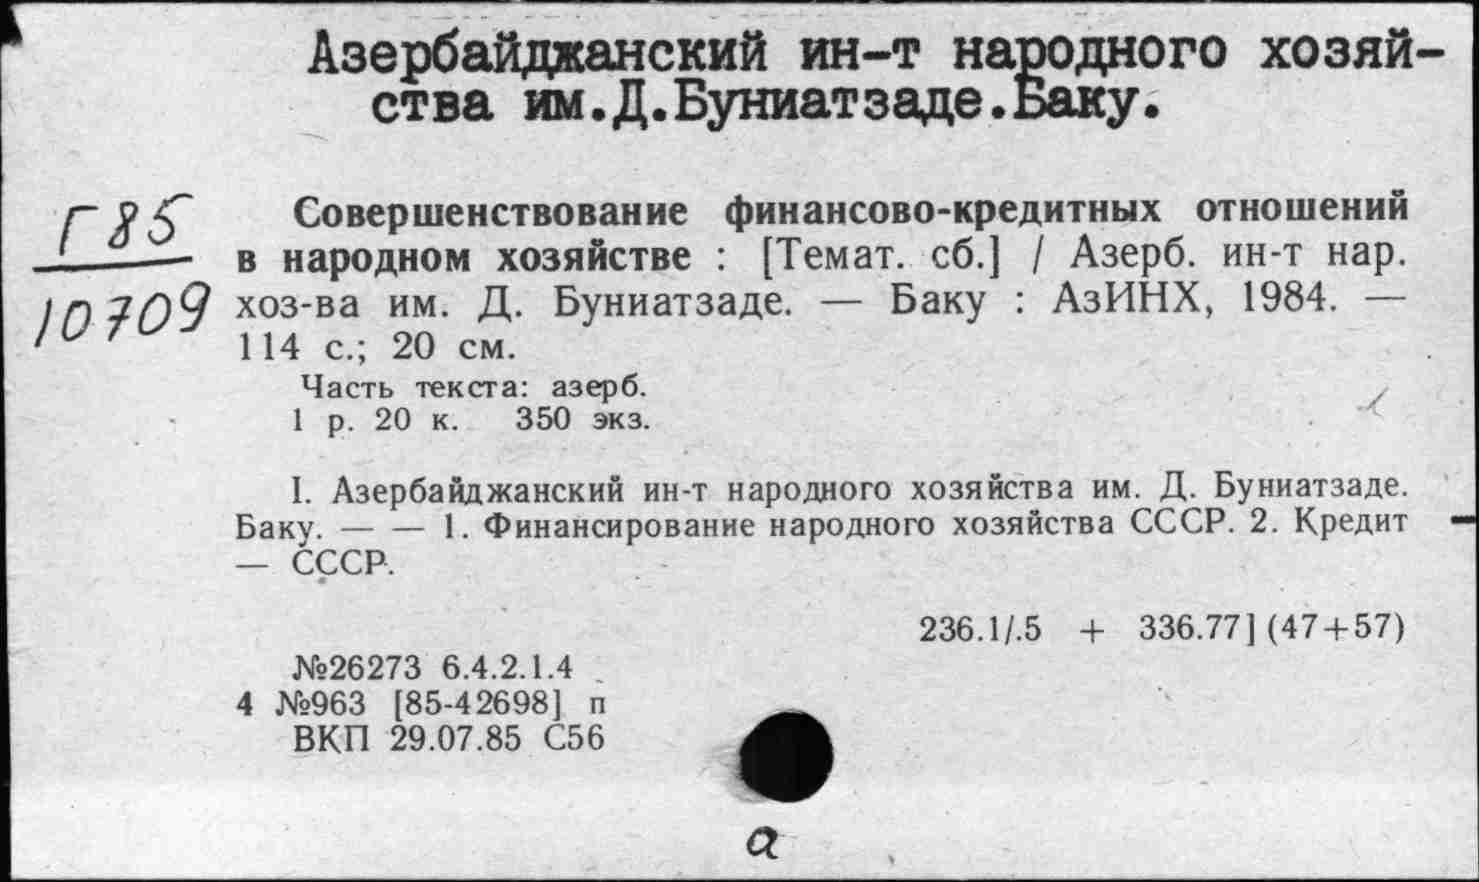 Азербайджанский ин-т народного хозяй-
ства им.Д.Буниатзаде.Баку.
Г85
10709
Совершенствование финансово-кредитных отношений
в народном хозяйстве : [Темат. сб.] / Азерб. ин-т нар.
хоз-ва им. Д. Буниатзаде. — Баку : АзИНХ, 1984. —
114 с.; 20 см.
Часть текста: азерб.
1 р. 20 к. 350 экз.
I. Азербайджанский ин-т народного хозяйства им. Д. Буниатзаде.
Баку. — — 1. Финансирование народного хозяйства СССР. 2. Кредит
— СССР.
236.1/.5 + 336.77] (47+57)
№26273 6.4.2.1.4
4 №963 [85-42698] п
ВКП 29.07.85 С56
а